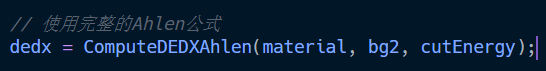 // 使用完整的Ahlen公式
dedx = ComputeDEDXAhlen(material, bg2, cutEnergy);